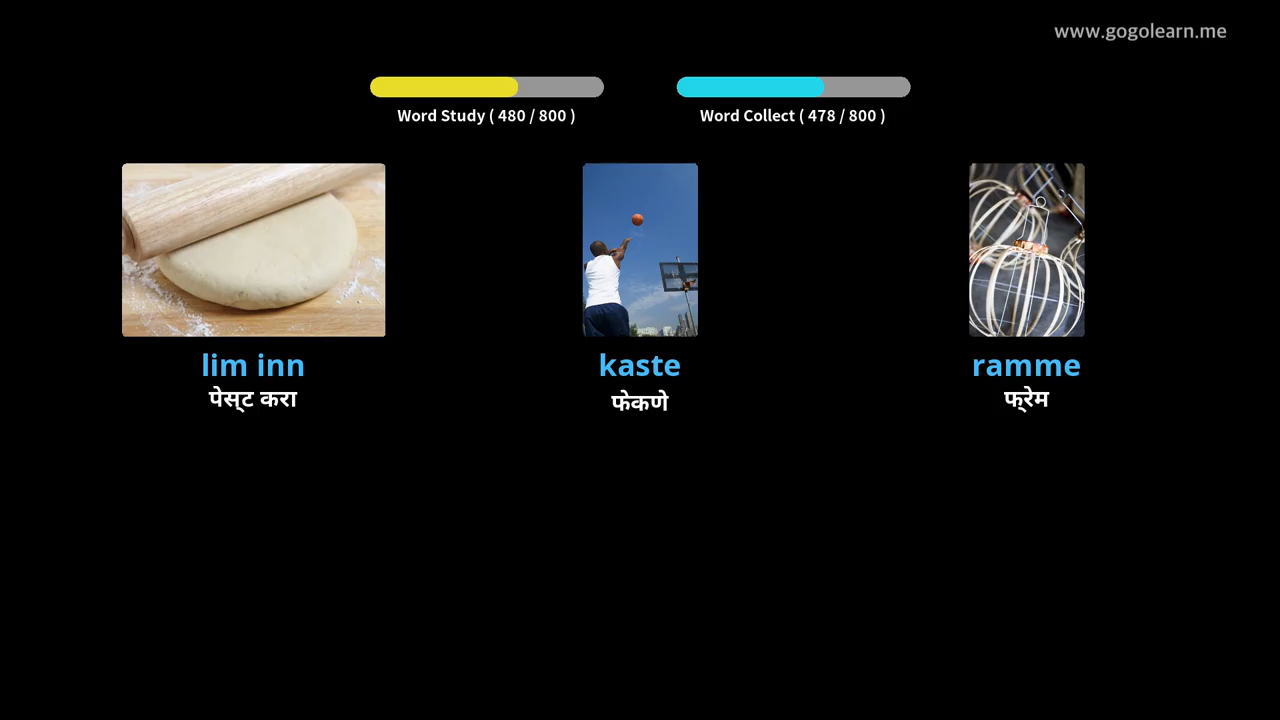 www.gogolearn.me
Word Study ( 480 / 800 )
Word Collect ( 478 / 800 )
lim inn
पेस्ट करा
kaste
फेकणे
ramme
फ्रेम